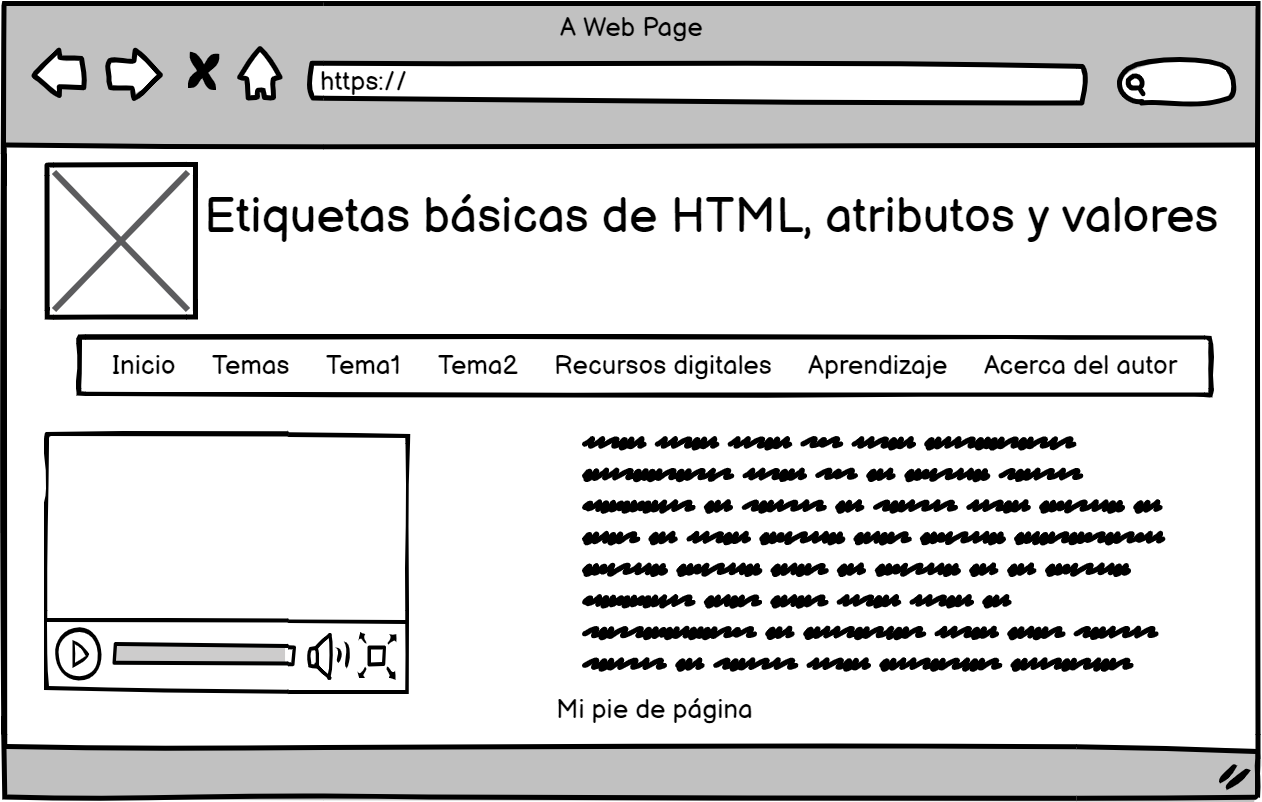 A Web Page
https://
Etiquetas básicas de HTML, atributos y valores
Inicio Temas Tema1 Tema2 Recursos digitales Aprendizaje Acerca del autor
Mi pie de página